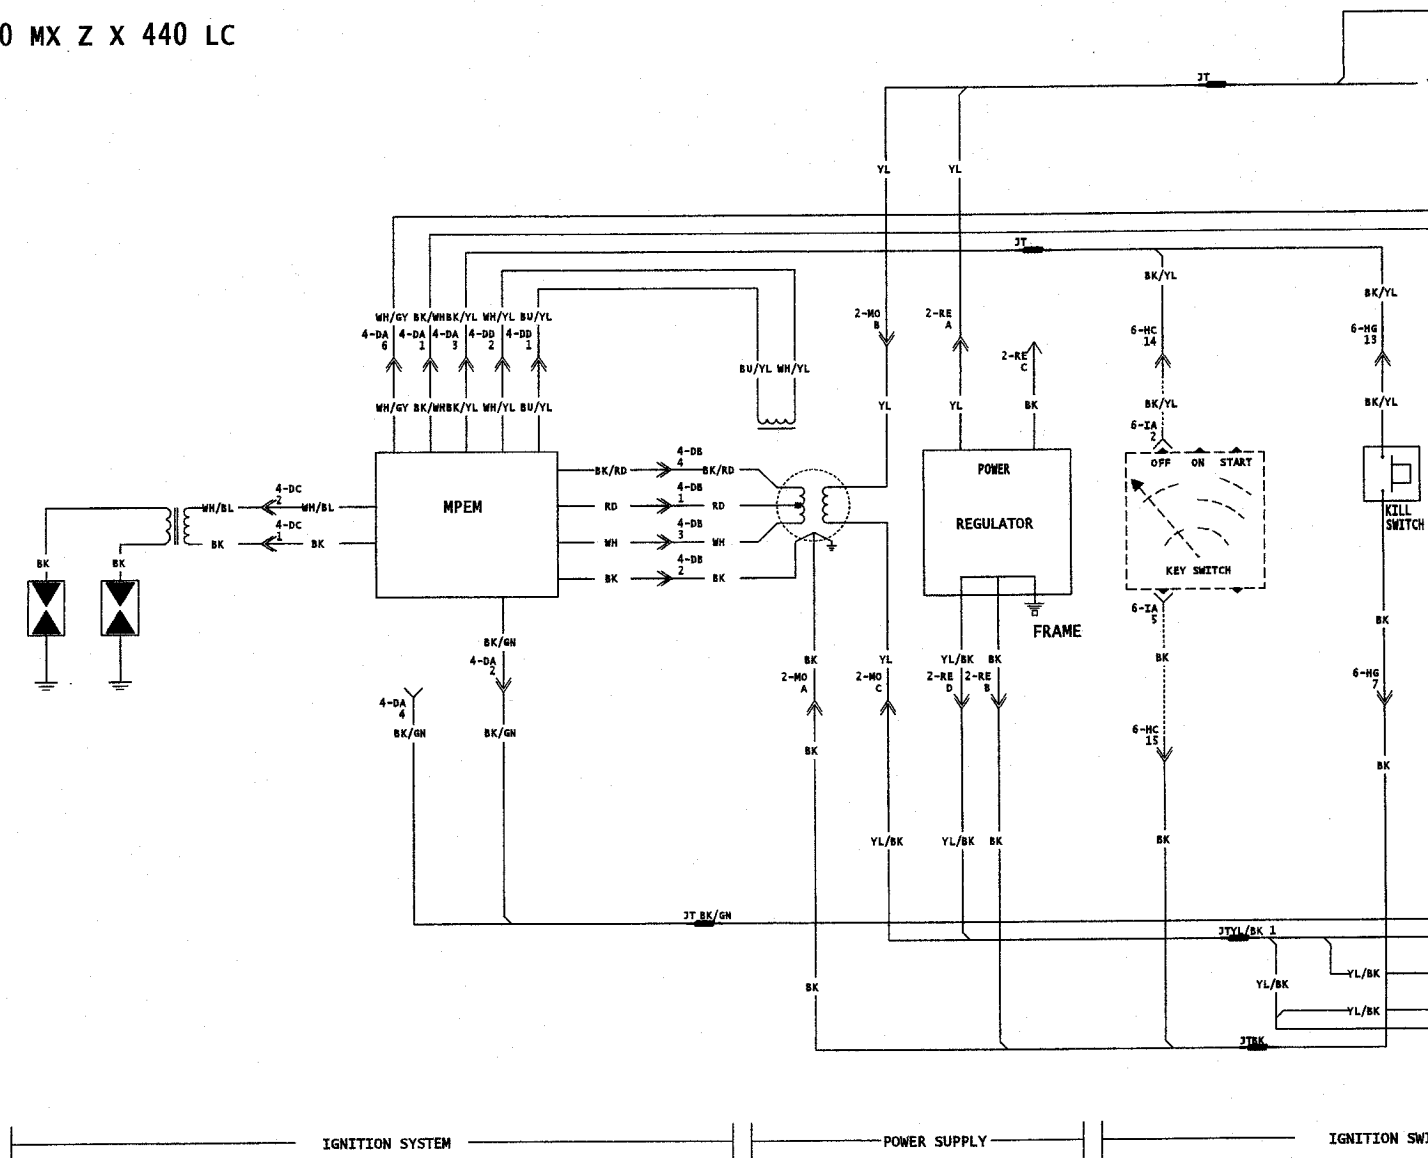 0 MX Z X 440 LC
JT
YL YL
JT
BK/YL
BK/YL
WH/GY BK/WH BK/YL WH/YL BU/YL
4-DA 6
4-DA 1
4-DA 3
4-DD 2
4-DD 1
2-MO B
2-RE A
6-HC 14
6-HG 13
2-RE C
BU/YL WH/YL
WH/GY BK/WH BK/YL WH/YL BU/YL
YL YL BK BK/YL BK/YL
6-IA 2
4-DB 4
BK/RD BK/RD
POWER
REGULATOR
OFF ON START
4-DC 2
WH/BL WH/BL
MPEM
4-DB 1
RD RD
KILL
SWITCH
4-DC 1
BK BK
4-DB 3
WH WH
BK BK
4-DB 2
BK BK
KEY SWITCH
6-IA 5
FRAME
BK
BK/GN
4-DA 2
BK YL YL/BK BK BK
2-MO A
2-MO C
2-RE D
2-RE B
6-HG 7
4-DA 4
BK/GN BK/GN
6-HC 15
BK BK
YL/BK YL/BK BK BK
JT BK/GN
JT YL/BK 1
YL/BK
BK YL/BK
YL/BK
JT BK
IGNITION SYSTEM
POWER SUPPLY
IGNITION SWI